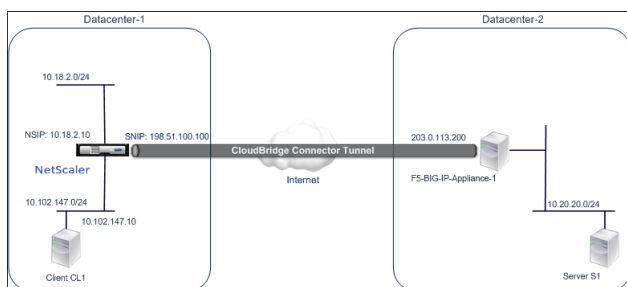 Datacenter-1
Datacenter-2
10.18.2.0/24
NSIP: 10.18.2.10
SNIP: 198.51.100.100
CloudBridge Connector Tunnel
203.0.113.200
NetScaler
Internet
F5-BIG-IP-Appliance-1
10.102.147.0/24
10.102.147.10
10.20.20.0/24
Client CL1
Server S1